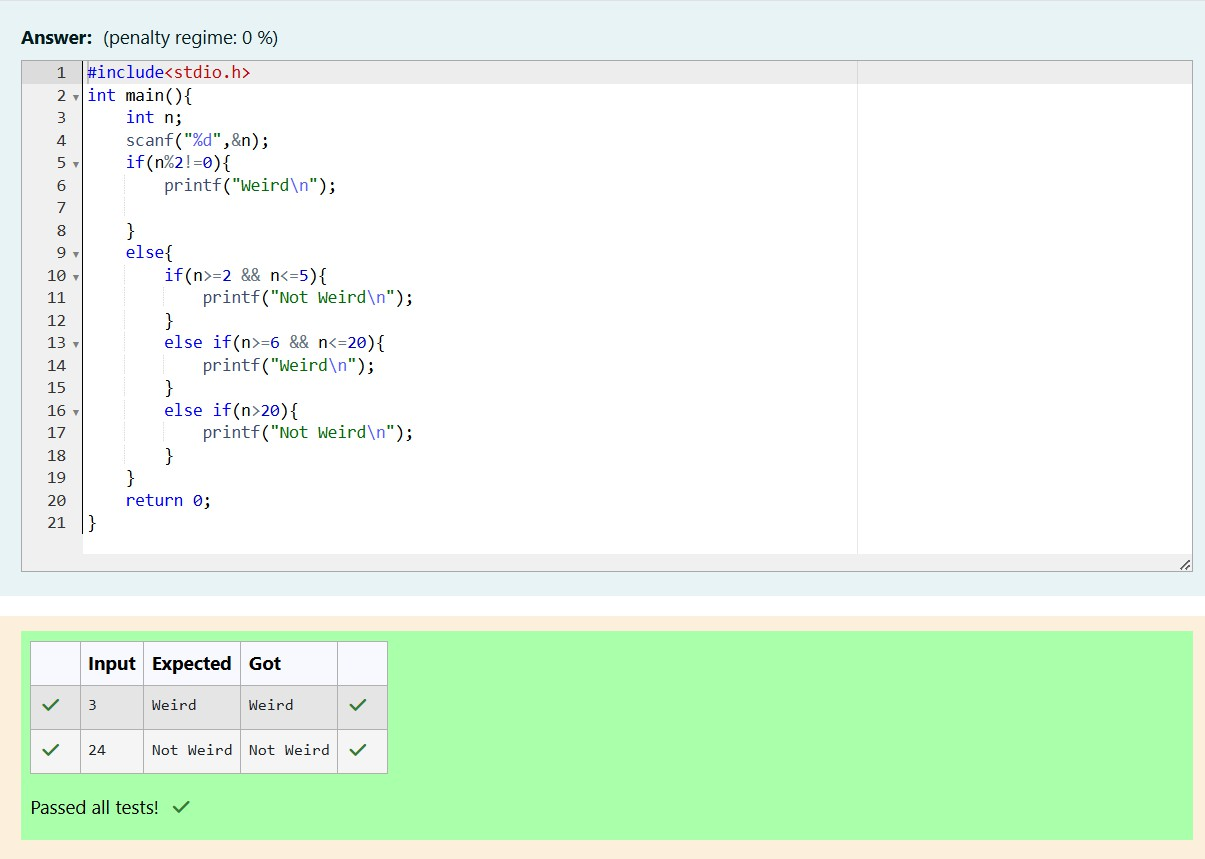 Answer: (penalty regime: 0 %)
1 #include<stdio.h>
2 int main(){
3     int n;
4     scanf("%d",&n);
5     if(n%2!=0){
6         printf("Weird\n");
7
8     }
9     else{
10         if(n>=2 && n<=5){
11             printf("Not Weird\n");
12         }
13         else if(n>=6 && n<=20){
14             printf("Weird\n");
15         }
16         else if(n>20){
17             printf("Not Weird\n");
18         }
19     }
20     return 0;
21 }
Input Expected Got
3 Weird Weird
24 Not Weird Not Weird
Passed all tests!